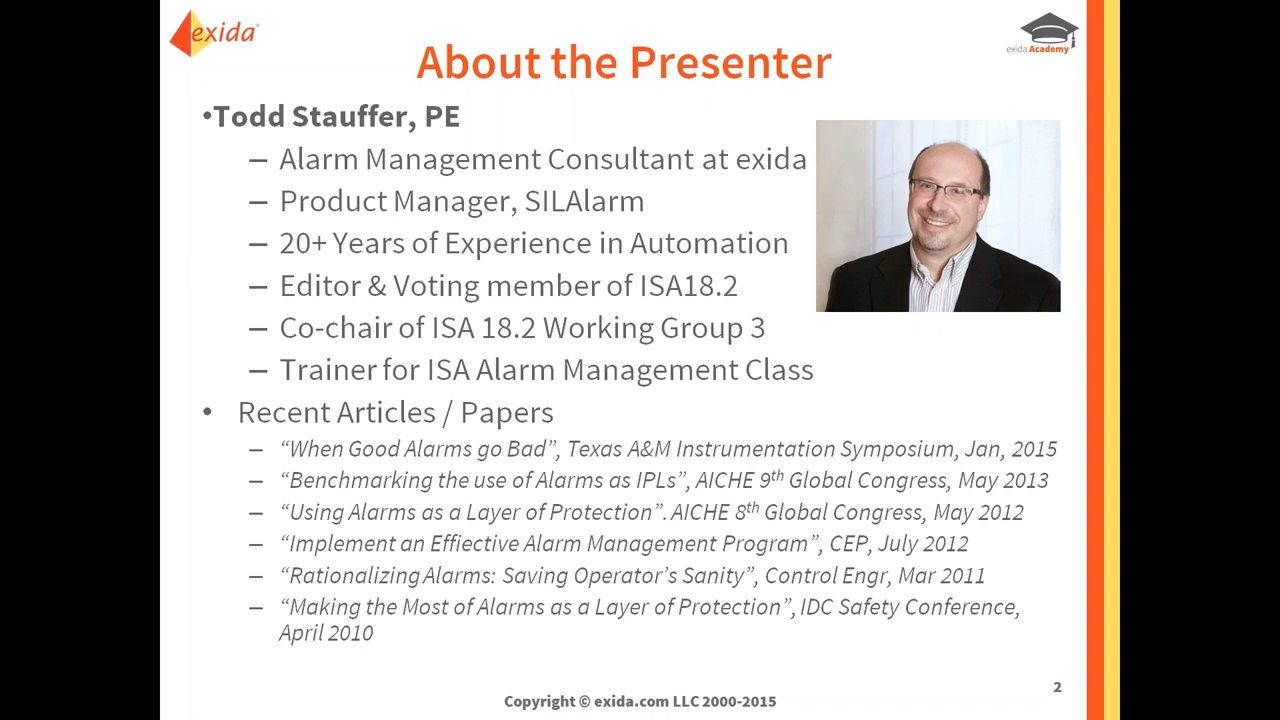 exida
exida Academy
About the Presenter
•Todd Stauffer, PE
– Alarm Management Consultant at exida
– Product Manager, SILAlarm
– 20+ Years of Experience in Automation
– Editor & Voting member of ISA18.2
– Co-chair of ISA 18.2 Working Group 3
– Trainer for ISA Alarm Management Class
• Recent Articles / Papers
– “When Good Alarms go Bad”, Texas A&M Instrumentation Symposium, Jan, 2015
– “Benchmarking the use of Alarms as IPLs”, AICHE 9th Global Congress, May 2013
– “Using Alarms as a Layer of Protection”. AICHE 8th Global Congress, May 2012
– “Implement an Effiective Alarm Management Program”, CEP, July 2012
– “Rationalizing Alarms: Saving Operator’s Sanity”, Control Engr, Mar 2011
– “Making the Most of Alarms as a Layer of Protection”, IDC Safety Conference,
April 2010
2
Copyright © exida.com LLC 2000-2015